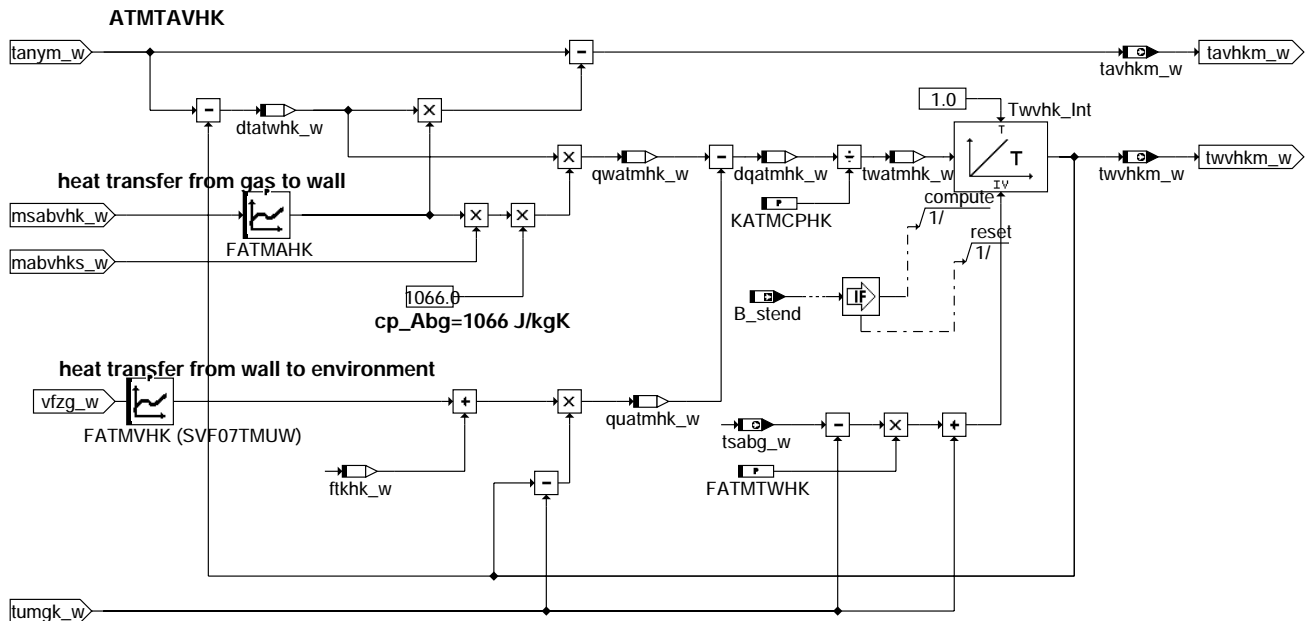 ATMTAVHK
tanym_w
tavhkm_w
tavhkm_w
dtatwhk_w
1.0
Twvhk_Int
T
T
IV
qwatmhk_w
dqatmhk_w
twatmhk_w
twvhkm_w
twvhkm_w
heat transfer from gas to wall
P
msabvhk_w
FATMAHK
P
KATMCPHK
compute
1/
reset
1/
mabvhks_w
1066.0
cp_Abg=1066 J/kgK
IF
B_stend
heat transfer from wall to environment
P
vfzg_w
FATMVHK (SVF07TMUW)
quatmhk_w
tsabg_w
P
FATMTWHK
ftkhk_w
tumgk_w